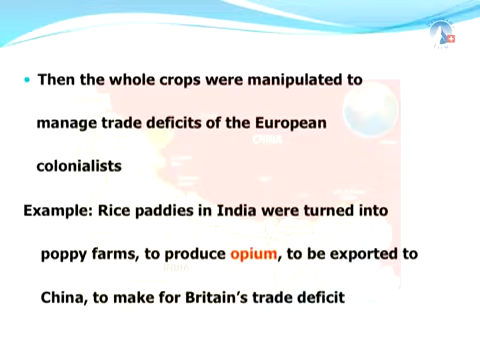 Then the whole crops were manipulated to
manage trade deficits of the European
colonialists
Example: Rice paddies in India were turned into
poppy farms, to produce opium, to be exported to
China, to make for Britain's trade deficit
CHINA
INDIA